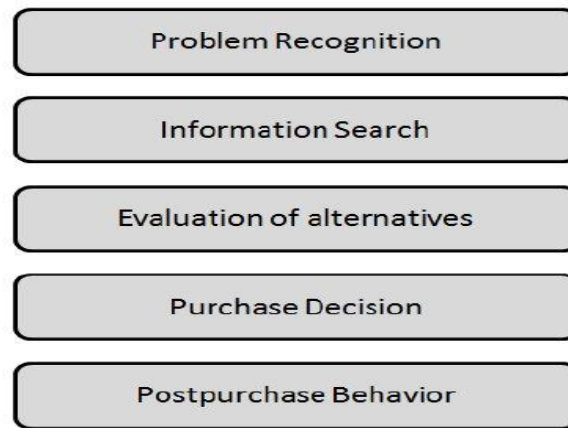 Problem Recognition
Information Search
Evaluation of alternatives
Purchase Decision
Postpurchase Behavior